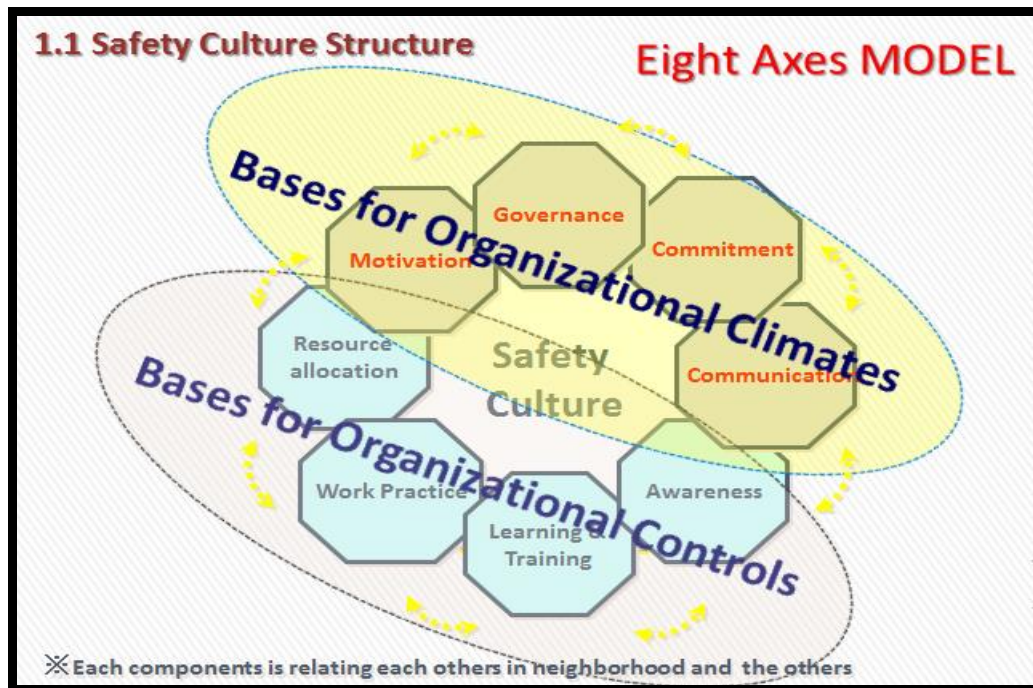 1.1 Safety Culture Structure
Eight Axes MODEL
Bases for Organizational Climates
Governance
Commitment
Motivation
Communication
Safety
Culture
Resource
allocation
Bases for Organizational Controls
Work Practice
Awareness
Learning &
Training
※Each components is relating each others in neighborhood and the others